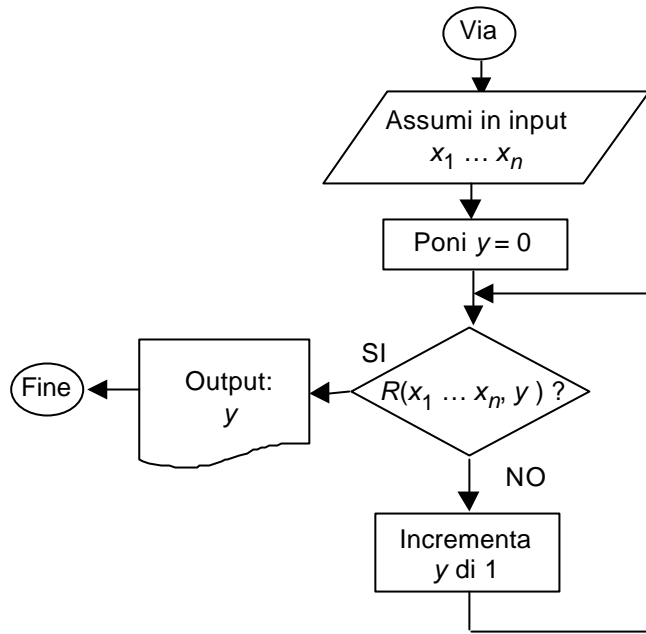 Via
Assumi in input
x₁ ... xₙ
Poni y = 0
SI
R(x₁ ... xₙ, y ) ?
Output:
y
Fine
NO
Incrementa
y di 1